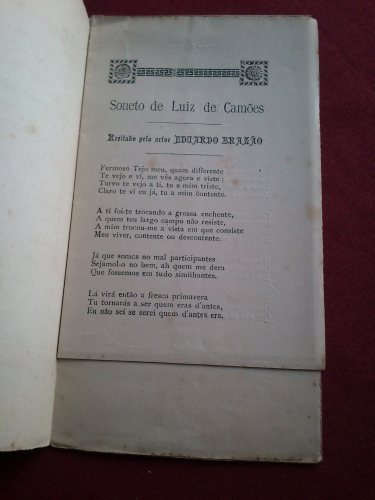 Soneto de Luiz de Camões
Recitado pelo actor EDUARDO BRAZÃO
Fermoso Tejo meu, quam differente
Te vejo e vi, me vês agora e viste:
Turvo te vejo a ti, tu a mim triste,
Claro te vi eu já, tu a mim contente.
A ti foi-te trocando a grossa enchente,
A quem teu largo campo não resiste,
A mim trocou-me a vista em que consiste
Meu viver, contente ou descontente.
Já que somos no mal participantes
Sejamol-o no bem, ah quem me dera
Que fossemos em tudo similhantes.
Lá virá então a fresca primavera
Tu tornarás a ser quem eras d'antes,
Eu não sei se serei quem d'antes era.